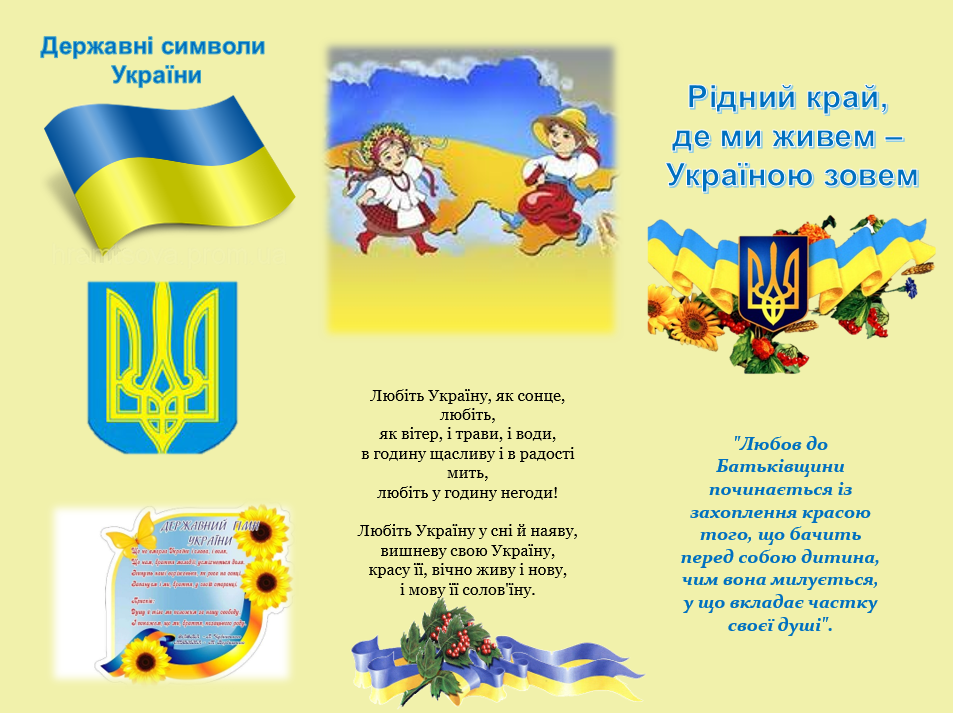 Державні символи
України
ДЕРЖАВНИЙ ГІМН
УКРАЇНИ
Любіть Україну, як сонце,
любіть,
як вітер, і трави, і води,
в годину щасливу і в радості
мить,
любіть у годину негоди!
Любіть Україну у сні й наяву,
вишневу свою Україну,
красу її, вічно живу і нову,
і мову її солов'їну.
Рідний край,
де ми живем –
Україною зовем
"Любов до
Батьківщини
починається із
захоплення красою
того, що бачить
перед собою дитина,
чим вона милується,
у що вкладає частку
своєї душі".